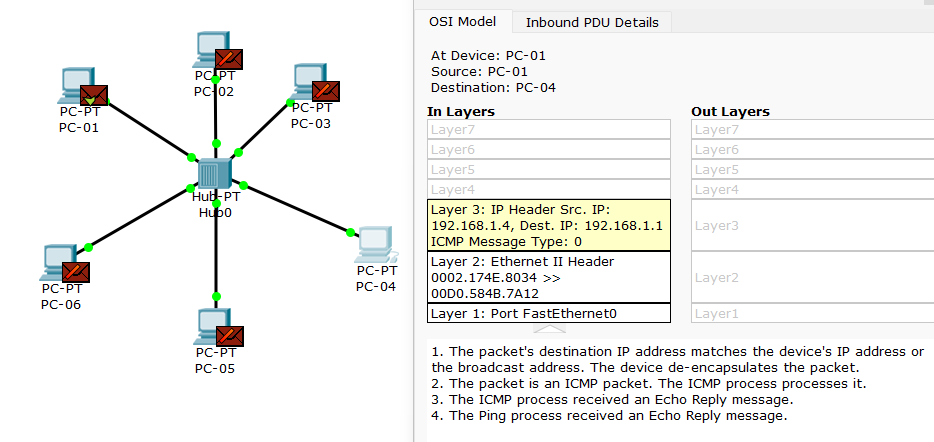 PC-PT
PC-02
PC-PT
PC-01
PC-PT
PC-03
Hub-PT
Hub0
PC-PT
PC-04
PC-PT
PC-06
PC-PT
PC-05
OSI Model
Inbound PDU Details
At Device: PC-01
Source: PC-01
Destination: PC-04
In Layers
Layer7
Layer6
Layer5
Layer4
Layer 3: IP Header Src. IP:
192.168.1.4, Dest. IP: 192.168.1.1
ICMP Message Type: 0
Layer 2: Ethernet II Header
0002.174E.8034 >>
00D0.584B.7A12
Layer 1: Port FastEthernet0
Out Layers
Layer7
Layer6
Layer5
Layer4
Layer3
Layer2
Layer1
1. The packet's destination IP address matches the device's IP address or
the broadcast address. The device de-encapsulates the packet.
2. The packet is an ICMP packet. The ICMP process processes it.
3. The ICMP process received an Echo Reply message.
4. The Ping process received an Echo Reply message.